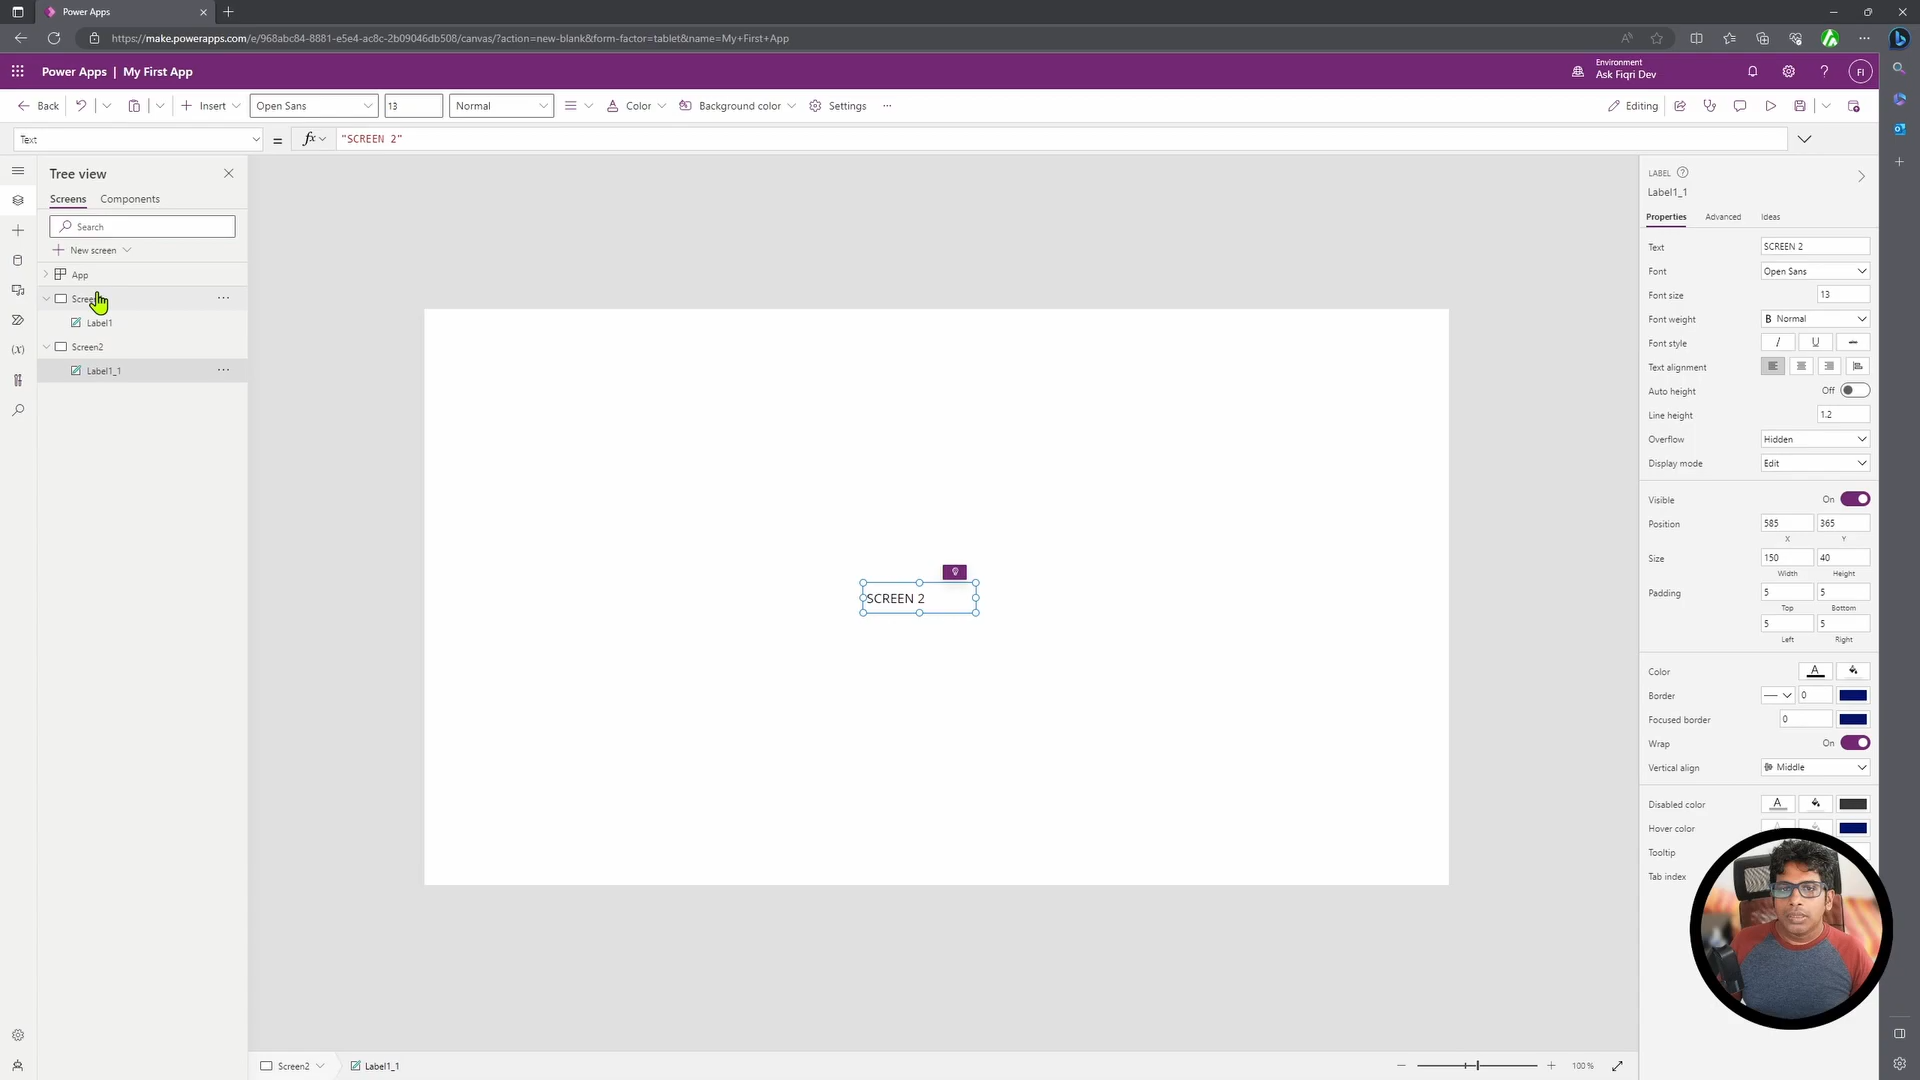 Power Apps
https://make.powerapps.com/e/968abc84-8881-e5e4-ac8c-2b09046db508/canvas/?action=new-blank&form-factor=tablet&name=My+First+App
Power Apps | My First App
Environment
Ask Fiqri Dev
FI
Back
Insert
Open Sans
13
Normal
Color
Background color
Settings
Editing
Text
= fx
"SCREEN 2"
Tree view
Screens
Components
Search
New screen
App
Label1
Screen2
Label1_1
SCREEN 2
LABEL
Label1_1
Properties
Advanced
Ideas
Text
SCREEN 2
Font
Open Sans
Font size
13
Font weight
B Normal
Font style
/ U
Text alignment
Auto height
Off
Line height
1.2
Overflow
Hidden
Display mode
Edit
Visible
On
Position
585
365
X
Y
Size
150
40
Width
Height
Padding
5
5
Top
Bottom
5
5
Left
Right
Color
A
Border
0
Focused border
0
Wrap
On
Vertical align
Middle
Disabled color
A
Hover color
Tooltip
Tab index
Screen2
Label1_1
100 %